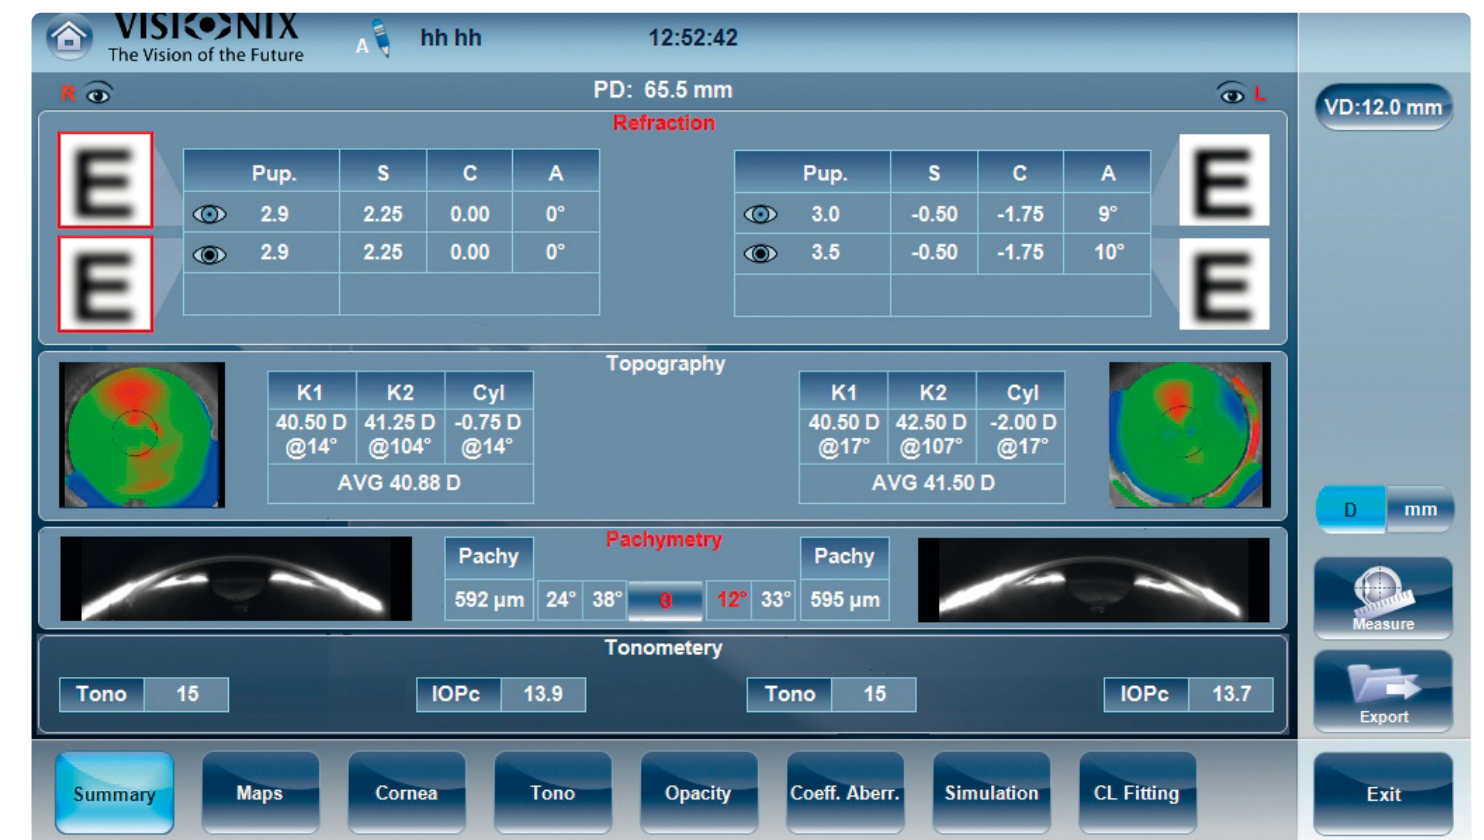 VISIONIX
The Vision of the Future
A hh hh 12:52:42
R PD: 65.5 mm L
VD:12.0 mm
Refraction
E E
Pup. S C A Pup. S C A
2.9 2.25 0.00 0° 3.0 -0.50 -1.75 9°
E E
2.9 2.25 0.00 0° 3.5 -0.50 -1.75 10°
Topography
K1 K2 Cyl K1 K2 Cyl
40.50 D 41.25 D -0.75 D 40.50 D 42.50 D -2.00 D
@14° @104° @14° @17° @107° @17°
AVG 40.88 D AVG 41.50 D
D mm
Pachymetry
Pachy Pachy
592 µm 24° 38° θ 12° 33° 595 µm
Measure
Tonometery
Tono 15 IOPc 13.9 Tono 15 IOPc 13.7
Export
Summary Maps Cornea Tono Opacity Coeff. Aberr. Simulation CL Fitting Exit